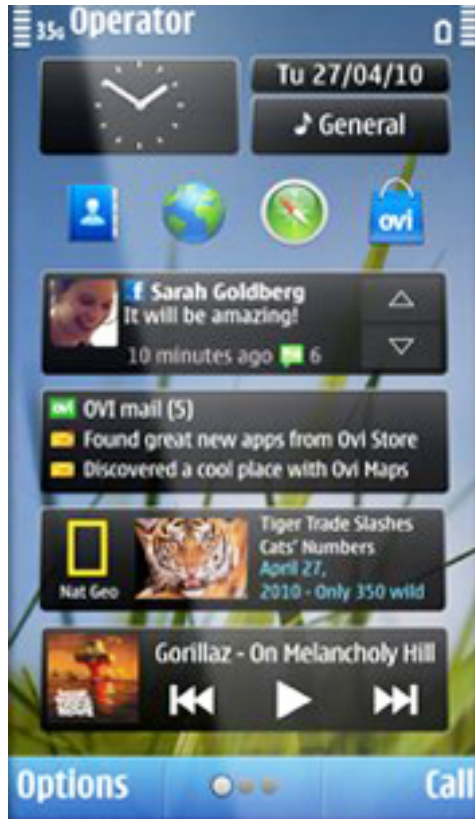 3.5G Operator
Tu 27/04/10
General
ovi
f Sarah Goldberg
It will be amazing!
10 minutes ago 6
ovi OVI mail (5)
Found great new apps from Ovi Store
Discovered a cool place with Ovi Maps
Tiger Trade Slashes
Cats' Numbers
April 27,
2010 - Only 350 wild
Nat Geo
Gorillaz - On Melancholy Hill
Options Call